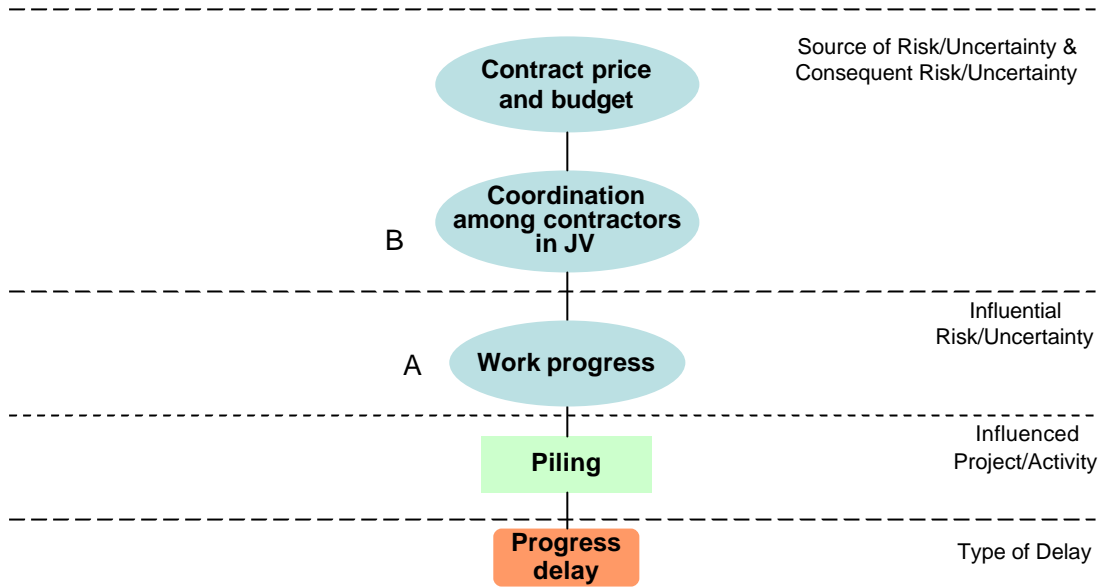 Source of Risk/Uncertainty &
Consequent Risk/Uncertainty
Contract price
and budget
Coordination
among contractors
in JV
B
Influential
Risk/Uncertainty
Work progress
A
Influenced
Project/Activity
Piling
Progress
delay
Type of Delay